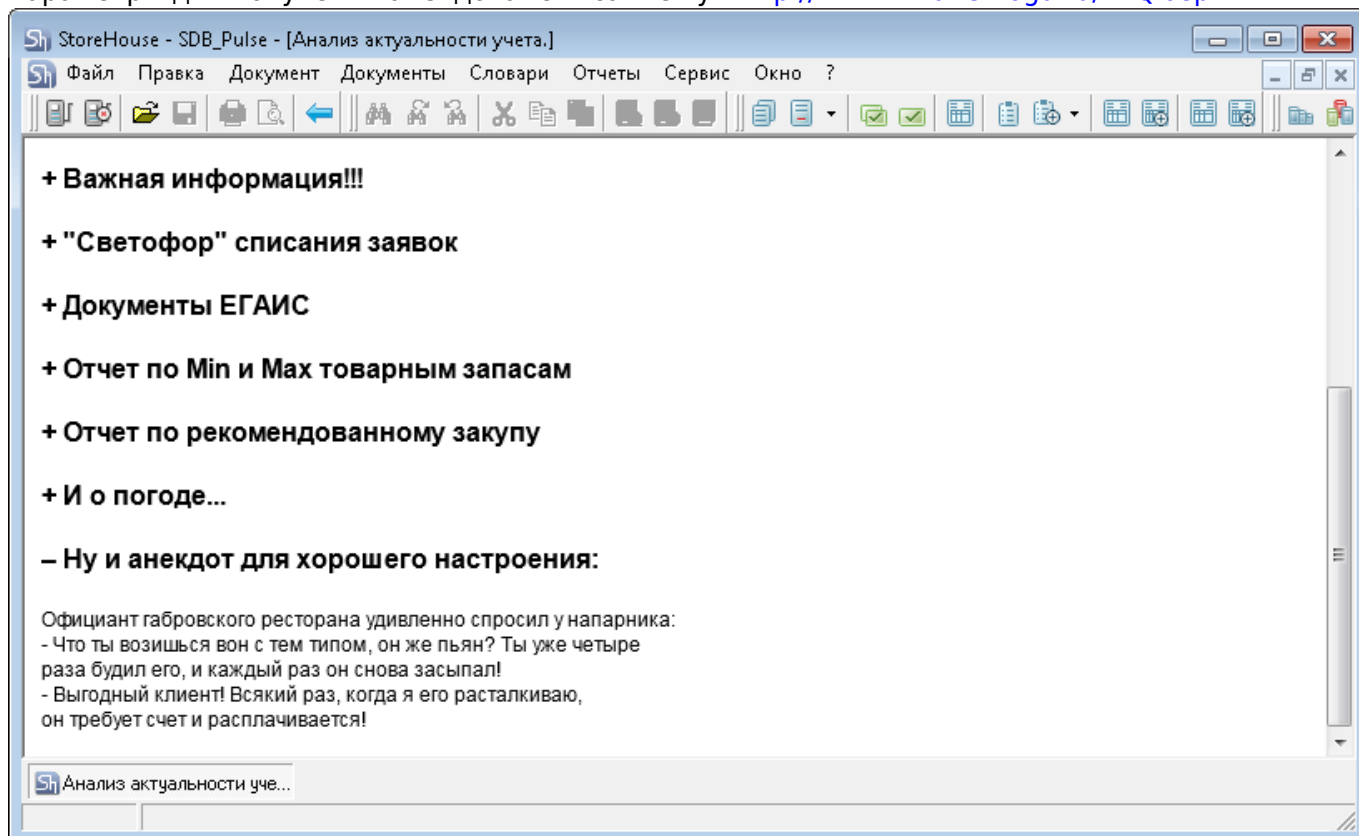 StoreHouse - SDB_Pulse - [Анализ актуальности учета.]
Файл Правка Документ Документы Словари Отчеты Сервис Окно ?
+ Важная информация!!!
+ "Светофор" списания заявок
+ Документы ЕГАИС
+ Отчет по Min и Max товарным запасам
+ Отчет по рекомендованному закупу
+ И о погоде...
– Ну и анекдот для хорошего настроения:
Официант габровского ресторана удивленно спросил у напарника:
- Что ты возишься вон с тем типом, он же пьян? Ты уже четыре
раза будил его, и каждый раз он снова засыпал!
- Выгодный клиент! Всякий раз, когда я его расталкиваю,
он требует счет и расплачивается!
Анализ актуальности уче...